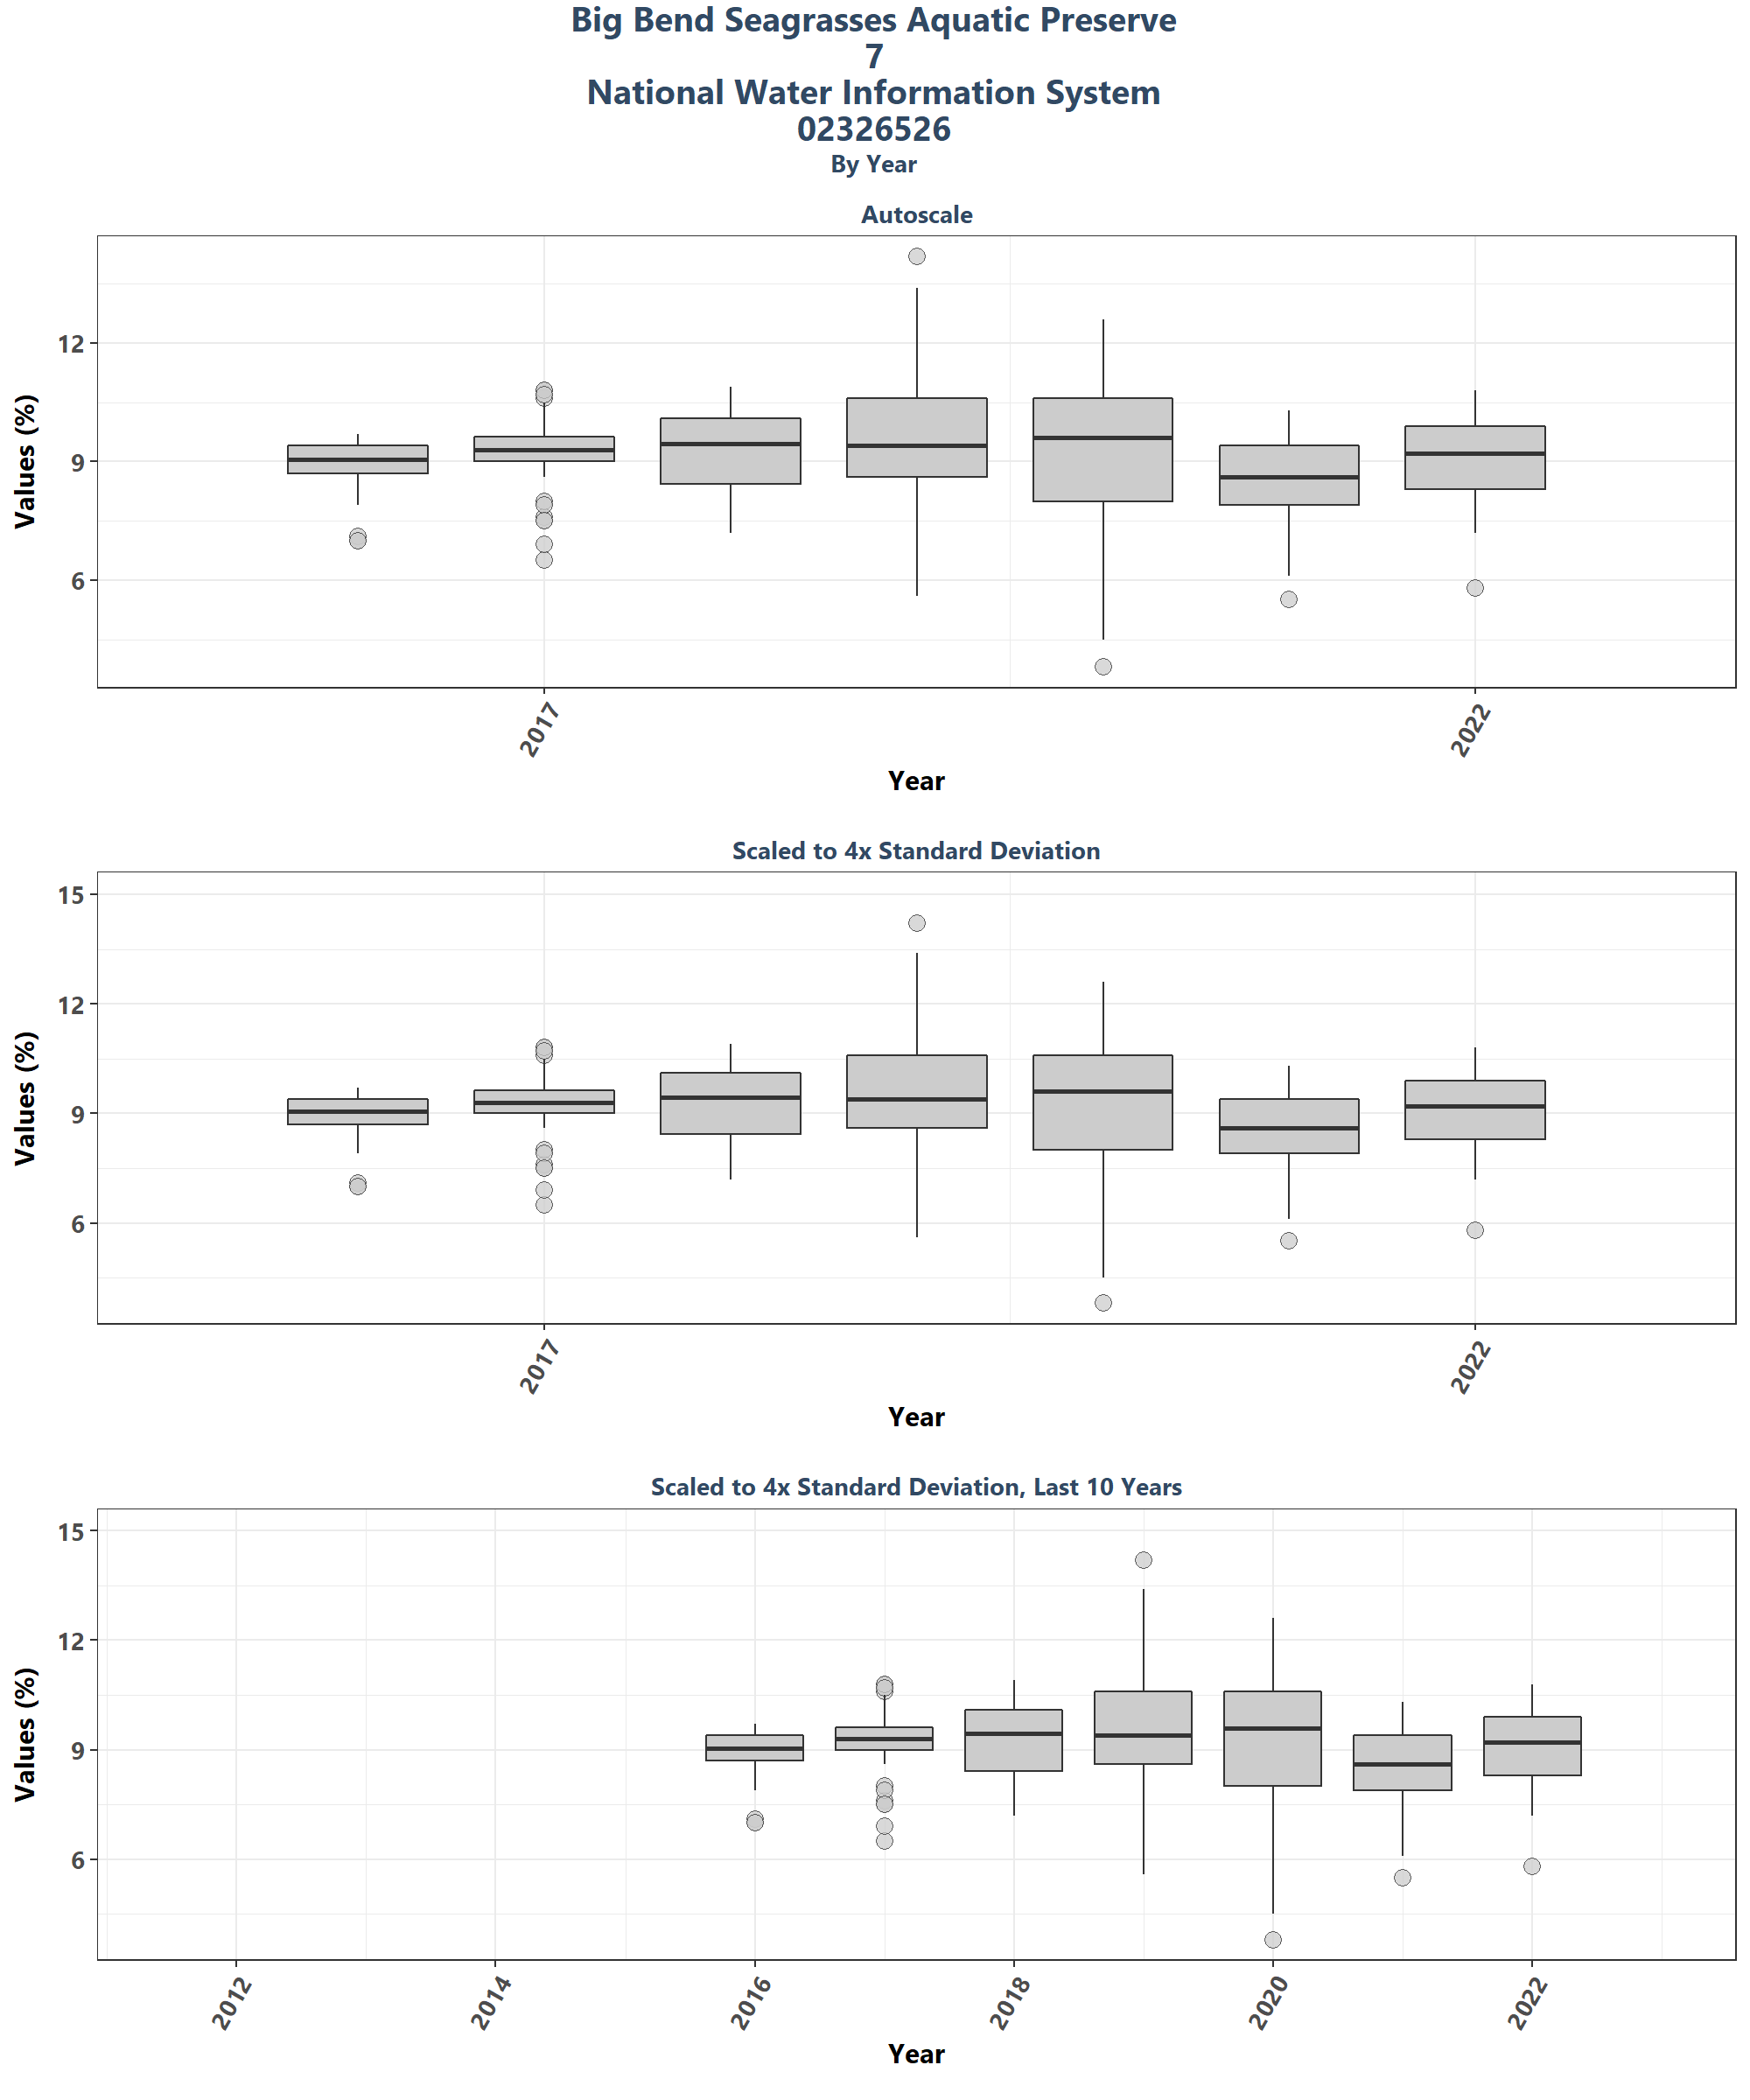 Big Bend Seagrasses Aquatic Preserve
7
National Water Information System
02326526
By Year
Autoscale
12
9
6
Values (%)
2017
2022
Year
Scaled to 4x Standard Deviation
15
12
9
6
Values (%)
2017
2022
Year
Scaled to 4x Standard Deviation, Last 10 Years
15
12
9
6
Values (%)
2012
2014
2016
2018
2020
2022
Year